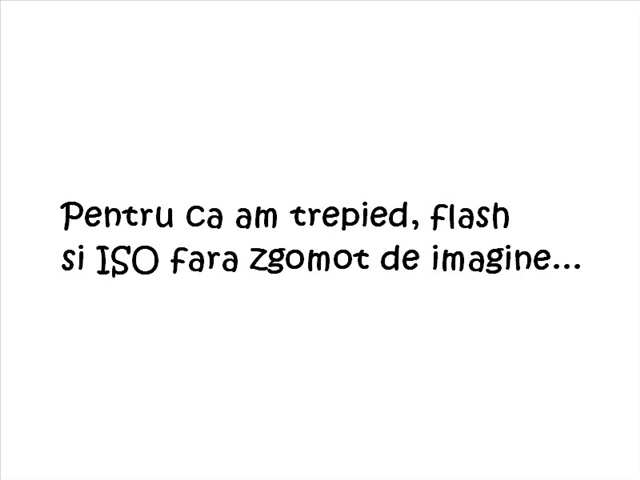 Pentru ca am trepied, flash
si ISO fara zgomot de imagine...